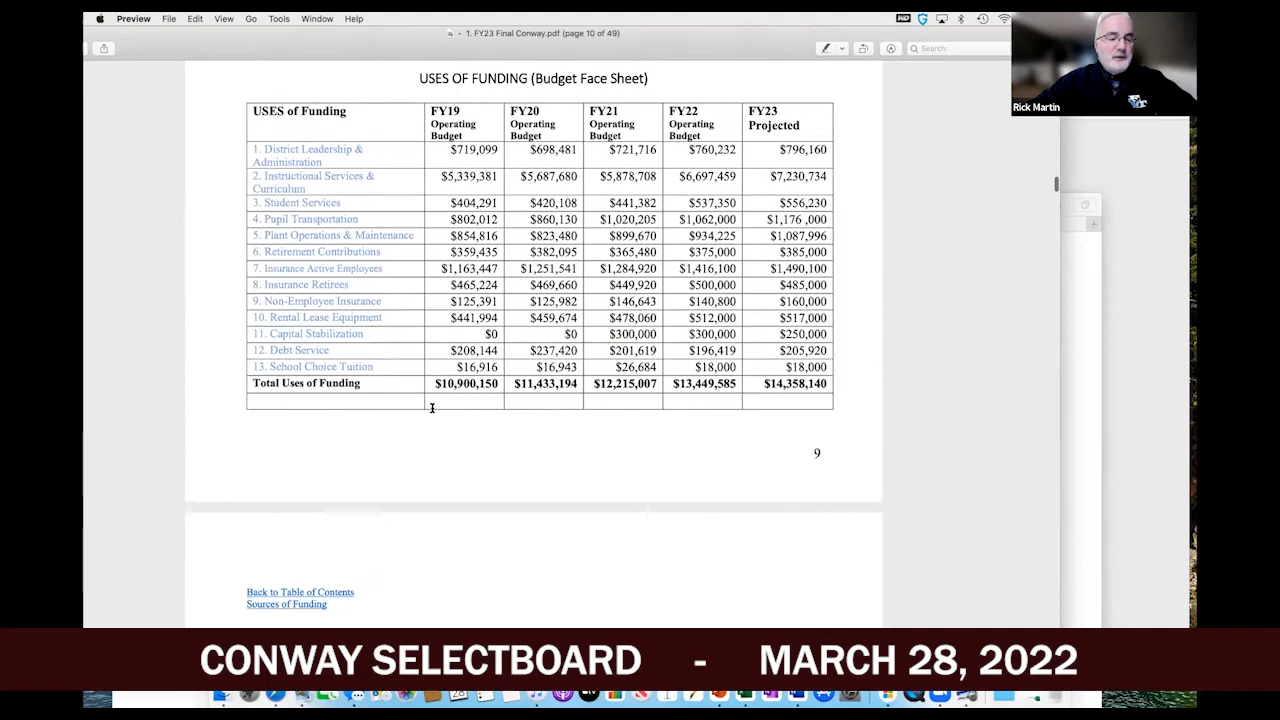 Preview File Edit View Go Tools Window Help
1. FY23 Final Conway.pdf (page 10 of 49)
Search
Rick Martin
USES OF FUNDING (Budget Face Sheet)
USES of Funding FY19 Operating Budget FY20 Operating Budget FY21 Operating Budget FY22 Operating Budget FY23 Projected
1. District Leadership & Administration $719,099 $698,481 $721,716 $760,232 $796,160
2. Instructional Services & Curriculum $5,339,381 $5,687,680 $5,878,708 $6,697,459 $7,230,734
3. Student Services $404,291 $420,108 $441,382 $537,350 $556,230
4. Pupil Transportation $802,012 $860,130 $1,020,205 $1,062,000 $1,176 ,000
5. Plant Operations & Maintenance $854,816 $823,480 $899,670 $934,225 $1,087,996
6. Retirement Contributions $359,435 $382,095 $365,480 $375,000 $385,000
7. Insurance Active Employees $1,163,447 $1,251,541 $1,284,920 $1,416,100 $1,490,100
8. Insurance Retirees $465,224 $469,660 $449,920 $500,000 $485,000
9. Non-Employee Insurance $125,391 $125,982 $146,643 $140,800 $160,000
10. Rental Lease Equipment $441,994 $459,674 $478,060 $512,000 $517,000
11. Capital Stabilization $0 $0 $300,000 $300,000 $250,000
12. Debt Service $208,144 $237,420 $201,619 $196,419 $205,920
13. School Choice Tuition $16,916 $16,943 $26,684 $18,000 $18,000
Total Uses of Funding $10,900,150 $11,433,194 $12,215,007 $13,449,585 $14,358,140
9
Back to Table of Contents
Sources of Funding
CONWAY SELECTBOARD - MARCH 28, 2022